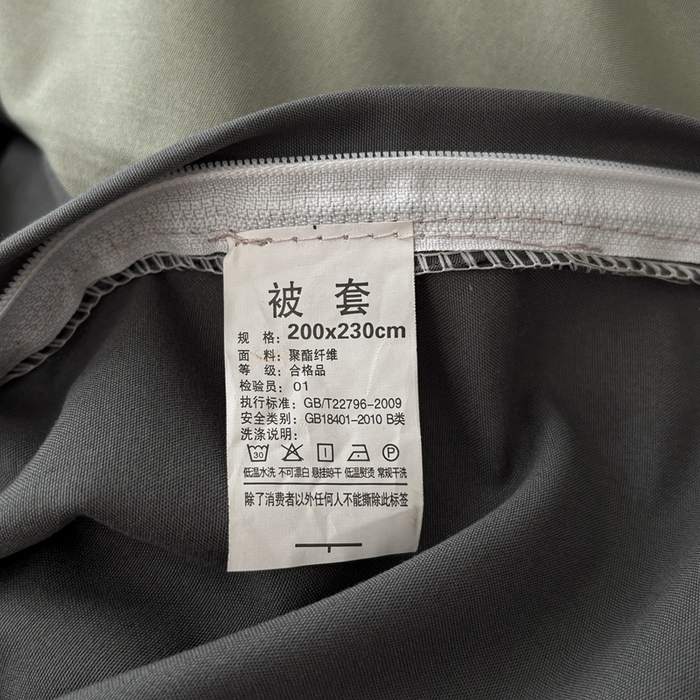 被 套
规 格: 200x230cm
面 料: 聚酯纤维
等 级: 合格品
检验员: 01
执行标准: GB/T22796-2009
安全类别: GB18401-2010 B类
洗涤说明:
30 P
低温水洗 不可漂白 悬挂晾干 低温熨烫 常规干洗
除了消费者以外任何人不能撕除此标签